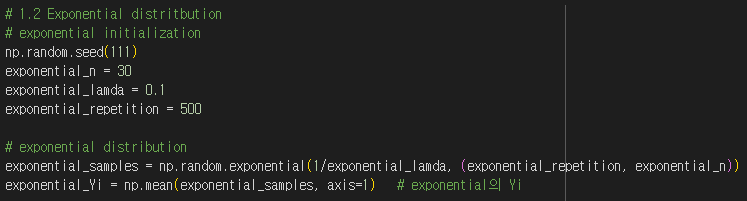 # 1.2 Exponential distritbution
# exponential initialization
np.random.seed(111)
exponential_n = 30
exponential_lamda = 0.1
exponential_repetition = 500
# exponential distribution
exponential_samples = np.random.exponential(1/exponential_lamda, (exponential_repetition, exponential_n))
exponential_Yi = np.mean(exponential_samples, axis=1)   # exponential의 Yi